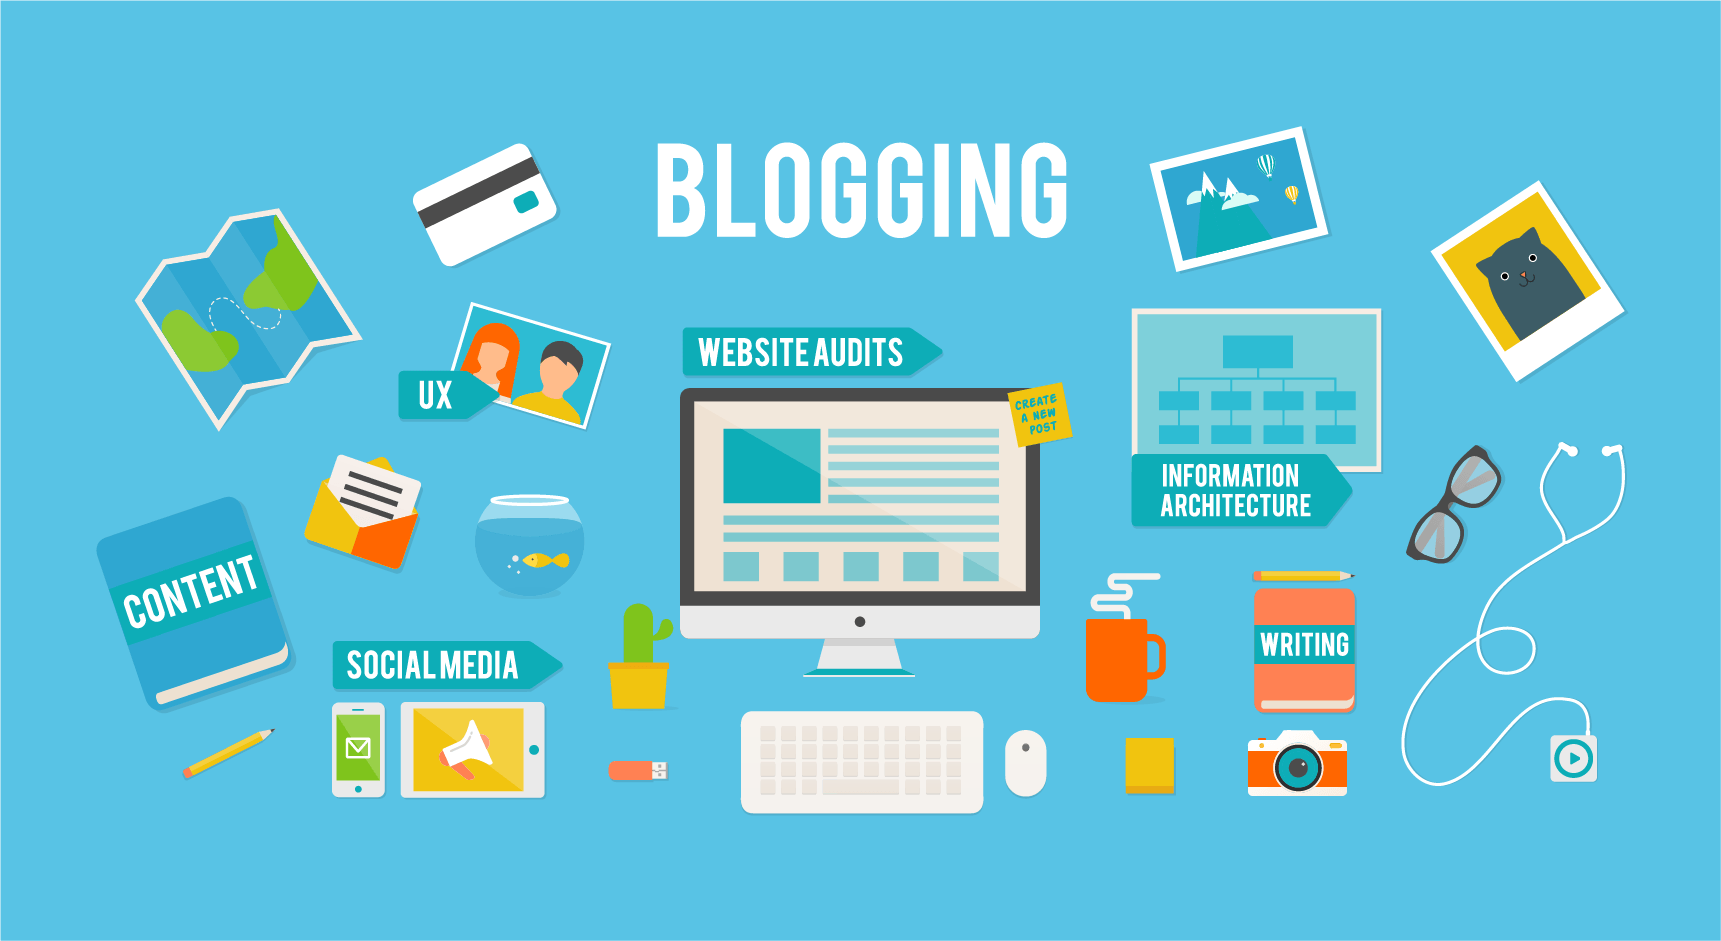 BLOGGING
WEBSITE AUDITS
UX
CREATE
A NEW
POST
INFORMATION
ARCHITECTURE
CONTENT
SOCIAL MEDIA
WRITING